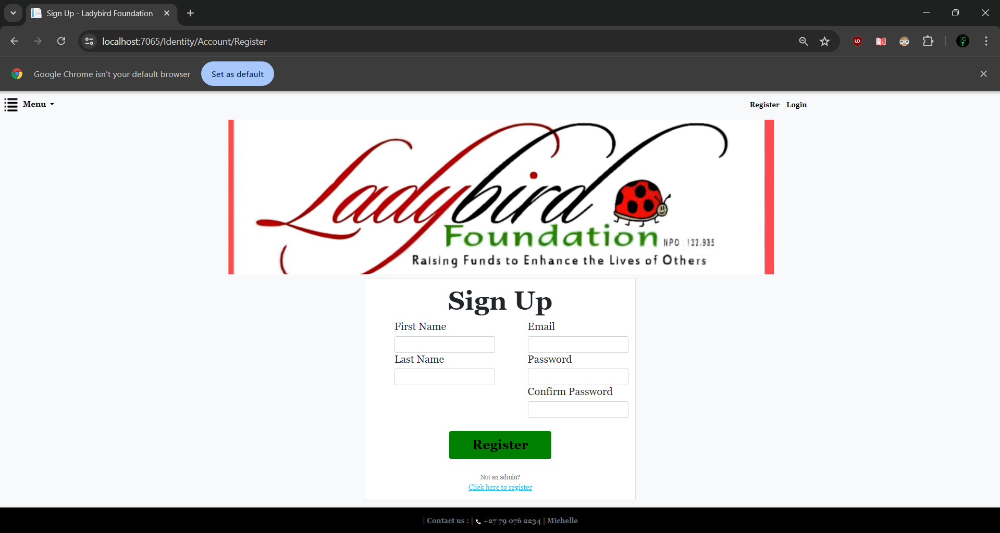 Sign Up - Ladybird Foundation
localhost:7065/Identity/Account/Register
Google Chrome isn't your default browser
Set as default
Menu
Register Login
Ladybird
Foundation NPO 132.935
Raising Funds to Enhance the Lives of Others
Sign Up
First Name
Last Name
Email
Password
Confirm Password
Register
Not an admin?
Click here to register
| Contact us : | +27 79 076 2234 | Michelle